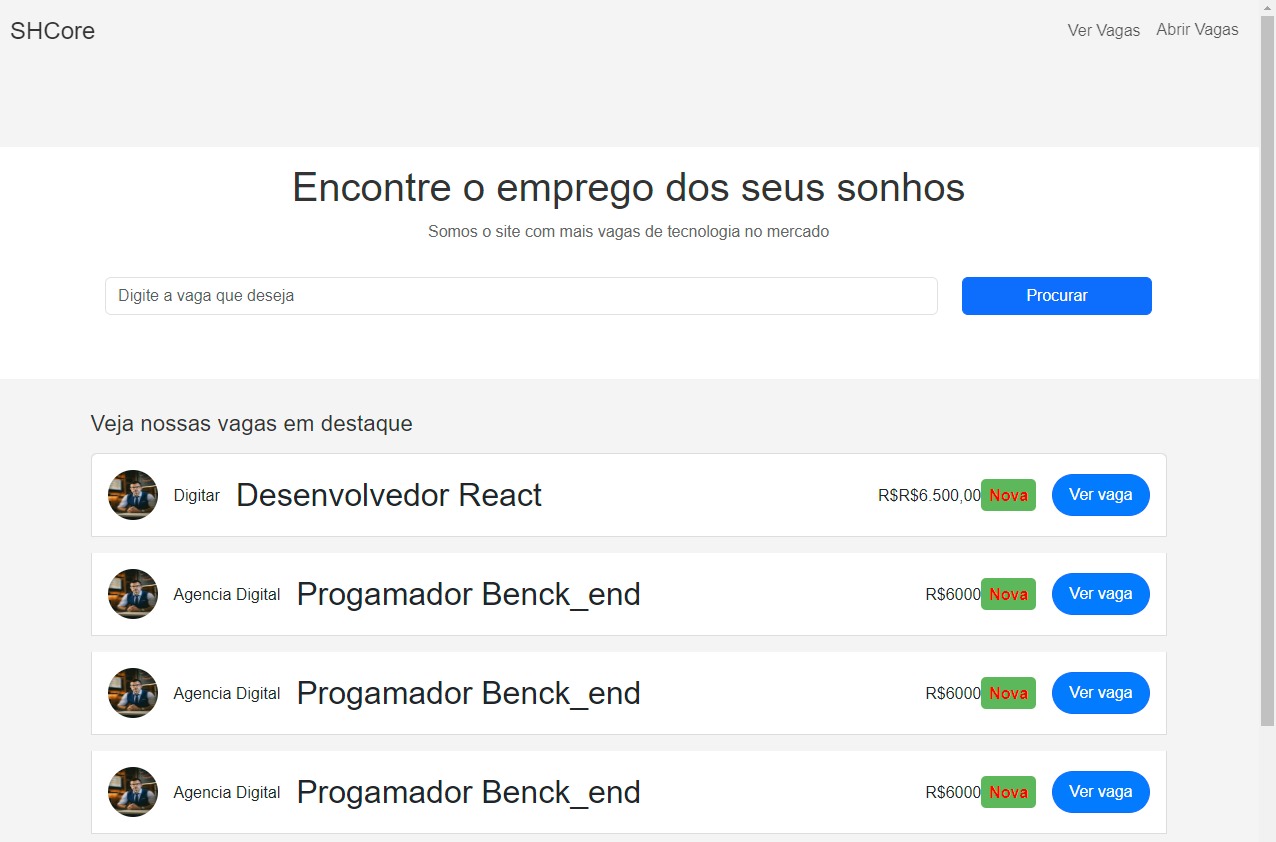 SHCore
Ver Vagas
Abrir Vagas
Encontre o emprego dos seus sonhos
Somos o site com mais vagas de tecnologia no mercado
Digite a vaga que deseja
Procurar
Veja nossas vagas em destaque
Digitar Desenvolvedor React R$R$6.500,00 Nova Ver vaga
Agencia Digital Progamador Benck_end R$6000 Nova Ver vaga
Agencia Digital Progamador Benck_end R$6000 Nova Ver vaga
Agencia Digital Progamador Benck_end R$6000 Nova Ver vaga